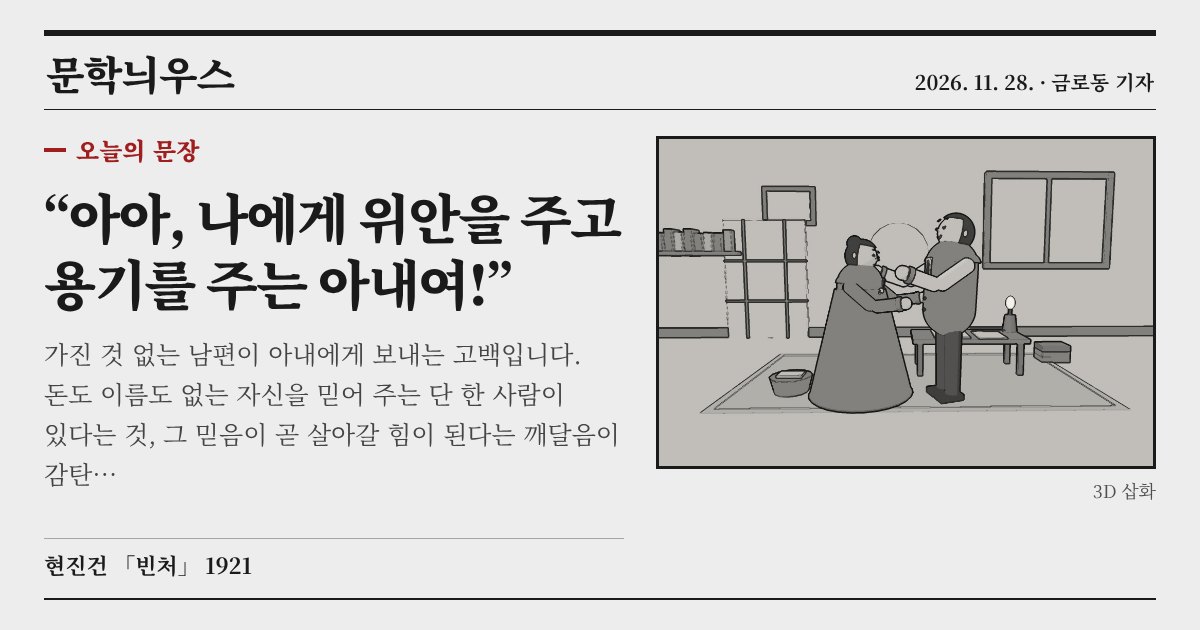 문학늬우스
2026. 11. 28. · 금로동 기자
오늘의 문장
“아아, 나에게 위안을 주고
용기를 주는 아내여!”
가진 것 없는 남편이 아내에게 보내는 고백입니다.
돈도 이름도 없는 자신을 믿어 주는 단 한 사람이
있다는 것, 그 믿음이 곧 살아갈 힘이 된다는 깨달음이
감탄…
3D 삽화
현진건 「빈처」 1921